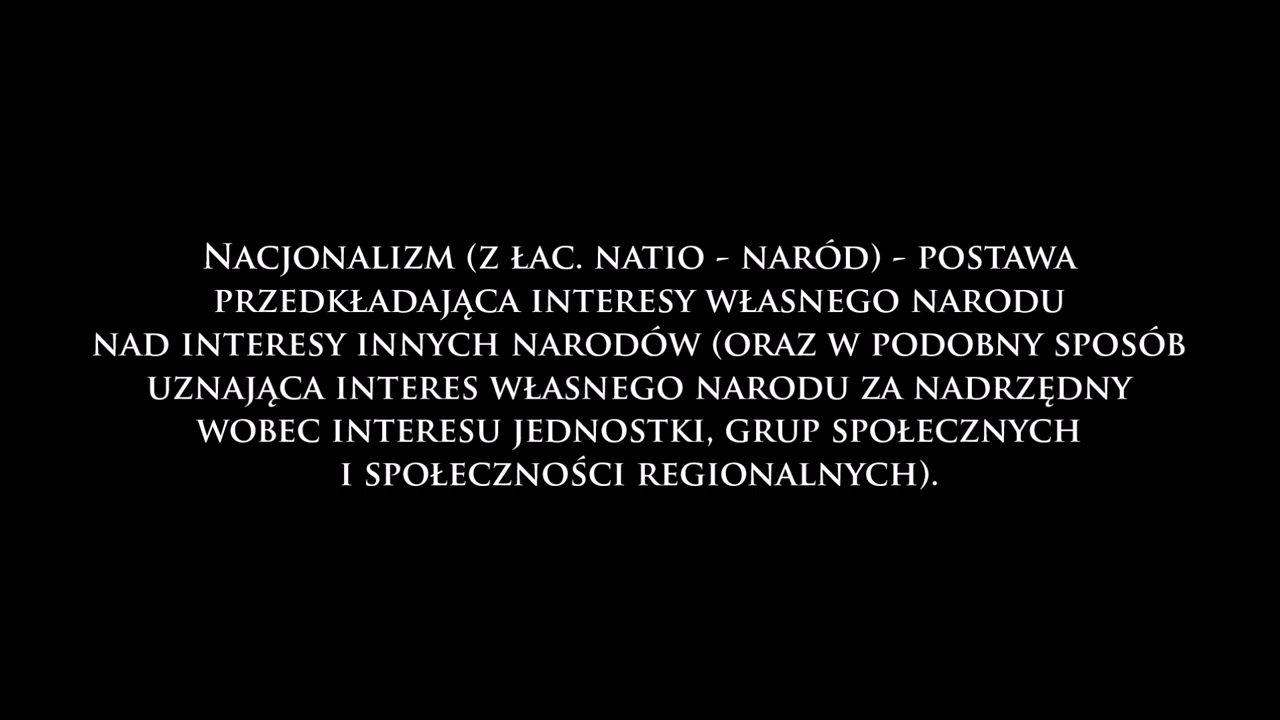 Nacjonalizm (z łac. natio - naród) - postawa
przedkładająca interesy własnego narodu
nad interesy innych narodów (oraz w podobny sposób
uznająca interes własnego narodu za nadrzędny
wobec interesu jednostki, grup społecznych
i społeczności regionalnych).